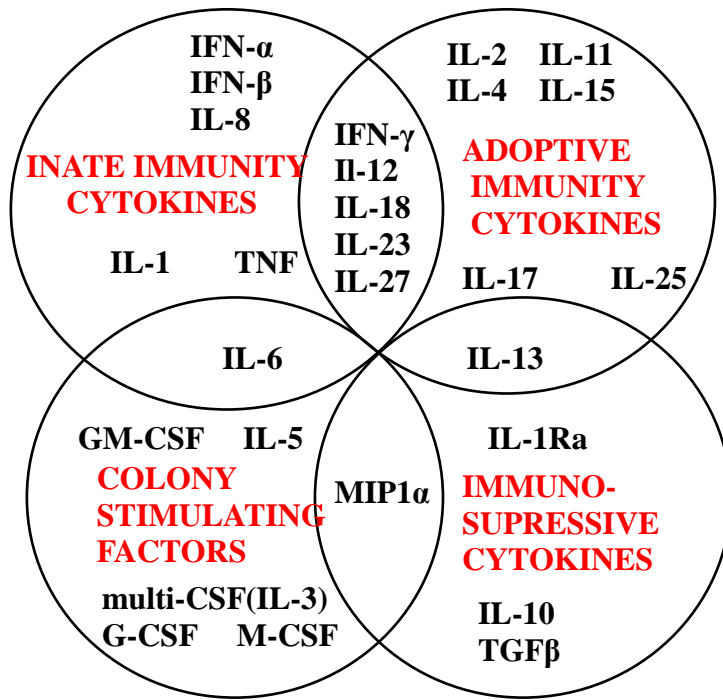 IFN-α
IFN-β
IL-8
INATE IMMUNITY
CYTOKINES
IL-1 TNF
IFN-γ
Il-12
IL-18
IL-23
IL-27
IL-2 IL-11
IL-4 IL-15
ADOPTIVE
IMMUNITY
CYTOKINES
IL-17 IL-25
IL-6
IL-13
GM-CSF IL-5
COLONY
STIMULATING
FACTORS
multi-CSF(IL-3)
G-CSF M-CSF
MIP1α
IL-1Ra
IMMUNO-
SUPRESSIVE
CYTOKINES
IL-10
TGFβ